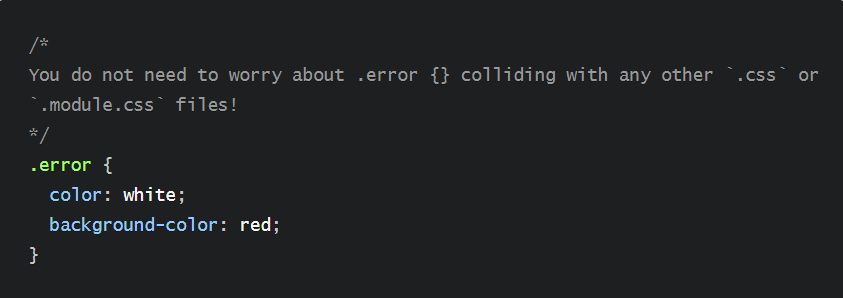 /*
You do not need to worry about .error {} colliding with any other `.css` or
`.module.css` files!
*/
.error {
  color: white;
  background-color: red;
}